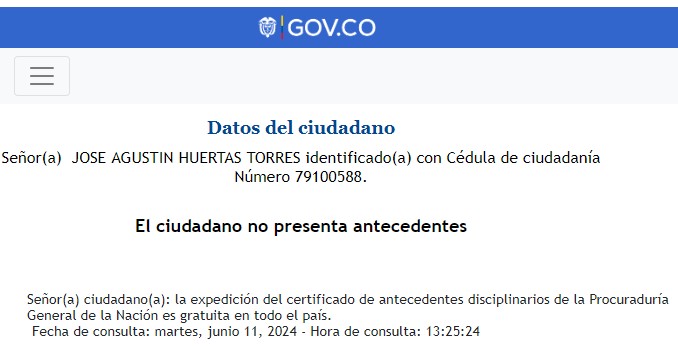 GOV.CO
Datos del ciudadano
Señor(a) JOSE AGUSTIN HUERTAS TORRES identificado(a) con Cédula de ciudadanía
Número 79100588.
El ciudadano no presenta antecedentes
Señor(a) ciudadano(a): la expedición del certificado de antecedentes disciplinarios de la Procuraduría
General de la Nación es gratuita en todo el país.
Fecha de consulta: martes, junio 11, 2024 - Hora de consulta: 13:25:24